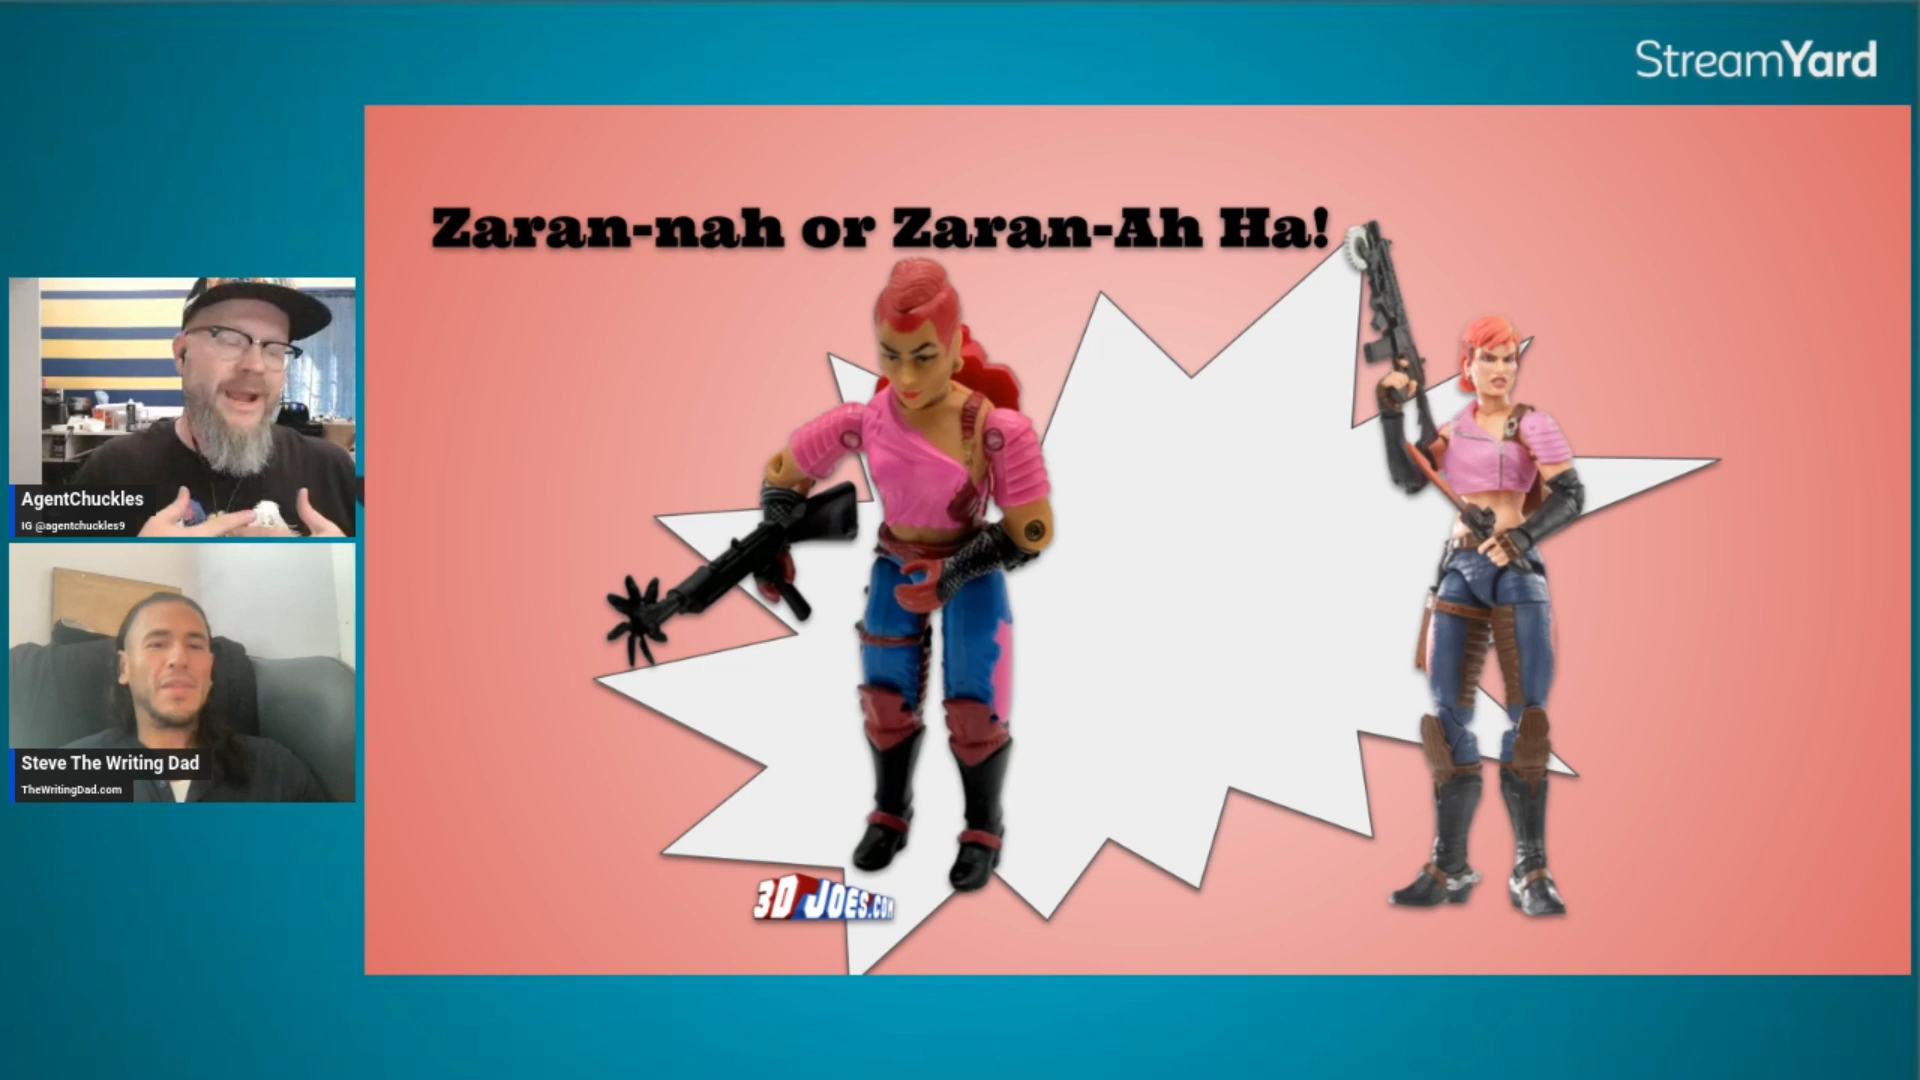 StreamYard
Zaran-nah or Zaran-Ah Ha!
AgentChuckles
IG @agentchuckles9
Steve The Writing Dad
TheWritingDad.com
3D JOES.COM